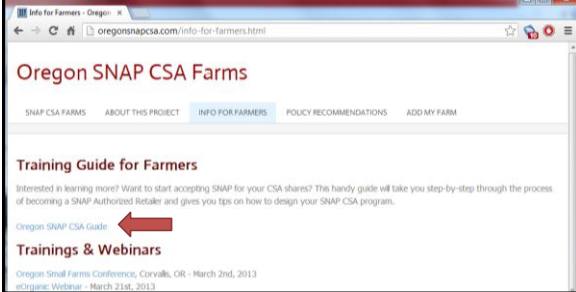 Info for Farmers - Oregon
oregonsnapcsa.com/info-for-farmers.html
Oregon SNAP CSA Farms
SNAP CSA FARMS ABOUT THIS PROJECT INFO FOR FARMERS POLICY RECOMMENDATIONS ADD MY FARM
Training Guide for Farmers
Interested in learning more? Want to start accepting SNAP for your CSA shares? This handy guide will take you step-by-step through the process
of becoming a SNAP Authorized Retailer and gives you tips on how to design your SNAP CSA program.
Oregon SNAP CSA Guide
Trainings & Webinars
Oregon Small Farms Conference, Corvalis, OR - March 2nd, 2013
eOrganic Webinar - March 21st, 2013